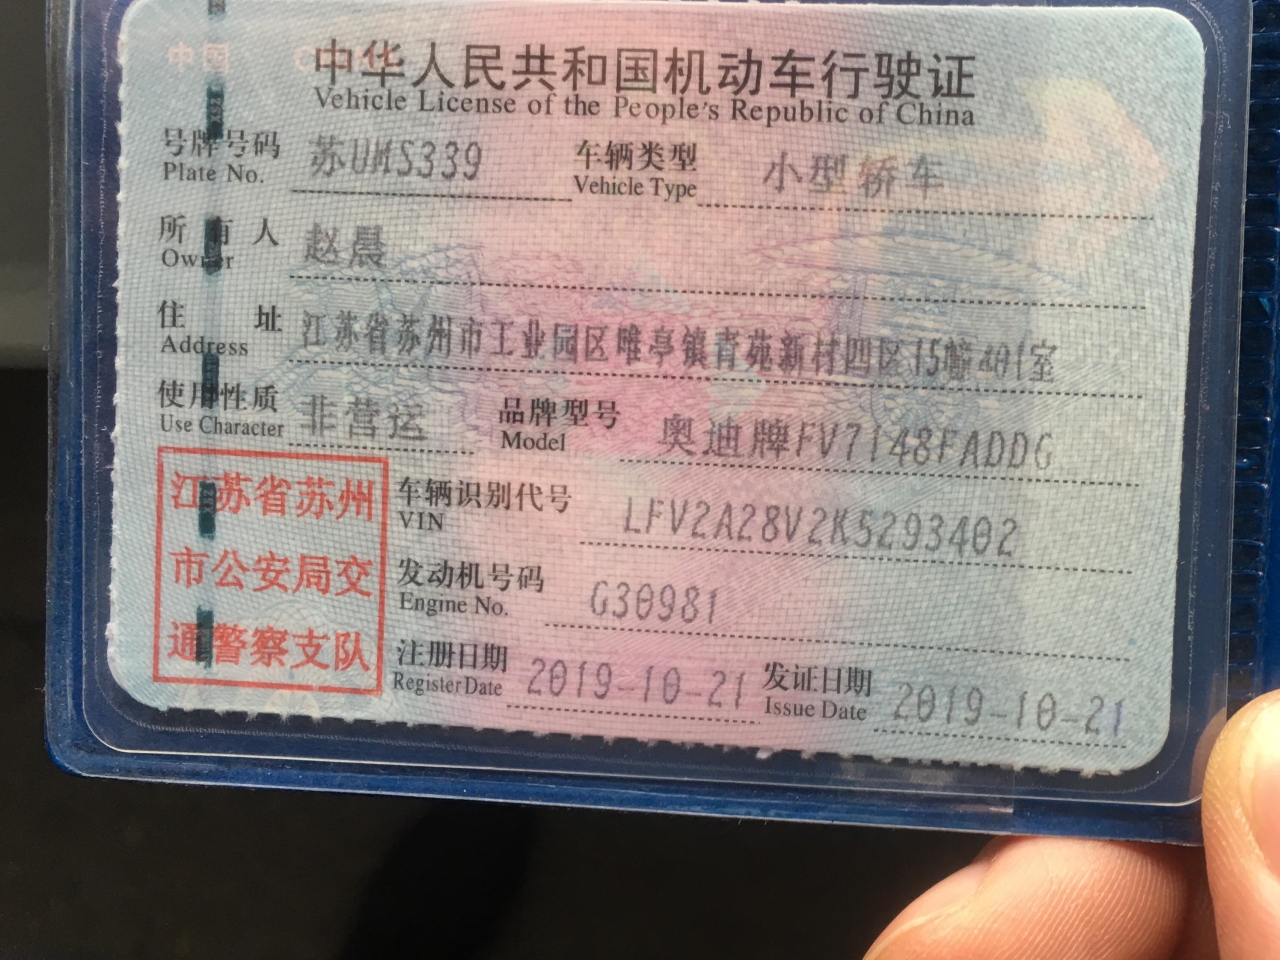 中华人民共和国机动车行驶证
Vehicle License of the People's Republic of China
号牌号码 苏UMS339 车辆类型 小型轿车
Plate No. Vehicle Type
所有人 赵晨
Owner
住址 江苏省苏州市工业园区唯亭镇青苑新村四区15幢401室
Address
使用性质 非营运 品牌型号 奥迪牌FV7148FADDG
Use Character Model
江苏省苏州
市公安局交
通警察支队
车辆识别代号 LFV2A28V2K5293402
VIN
发动机号码 G30981
Engine No.
注册日期 2019-10-21 发证日期 2019-10-21
Register Date Issue Date